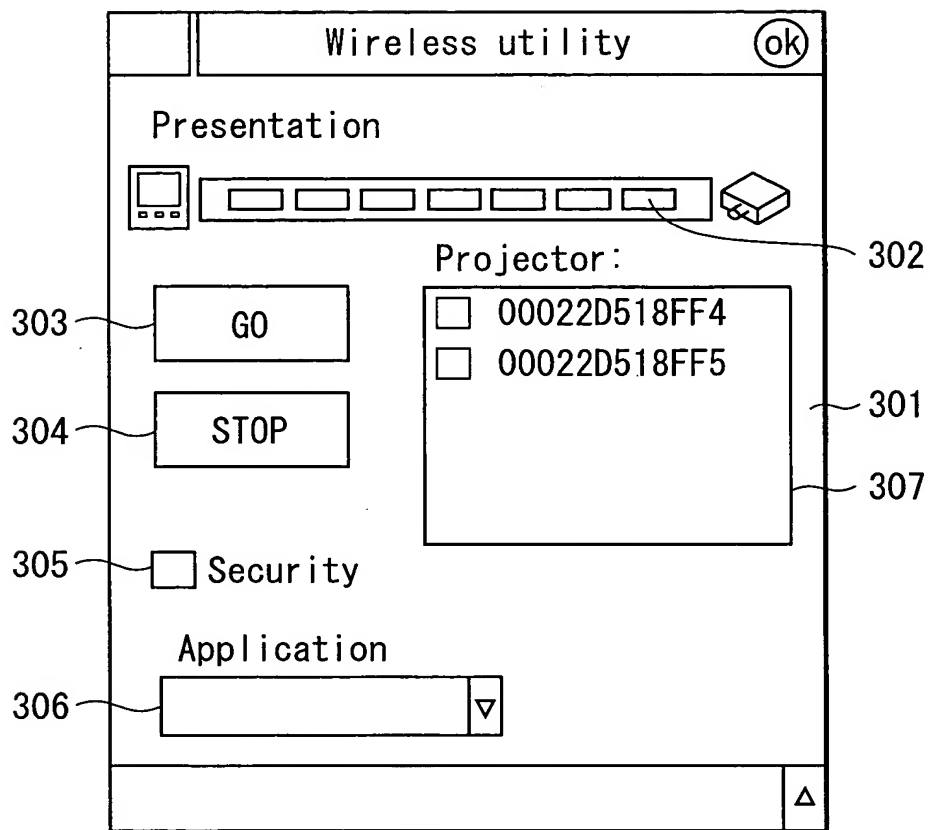 Wireless utility ok
Presentation
302
Projector:
303 GO 00022D518FF4
00022D518FF5
301
304 STOP
307
305 Security
Application
306